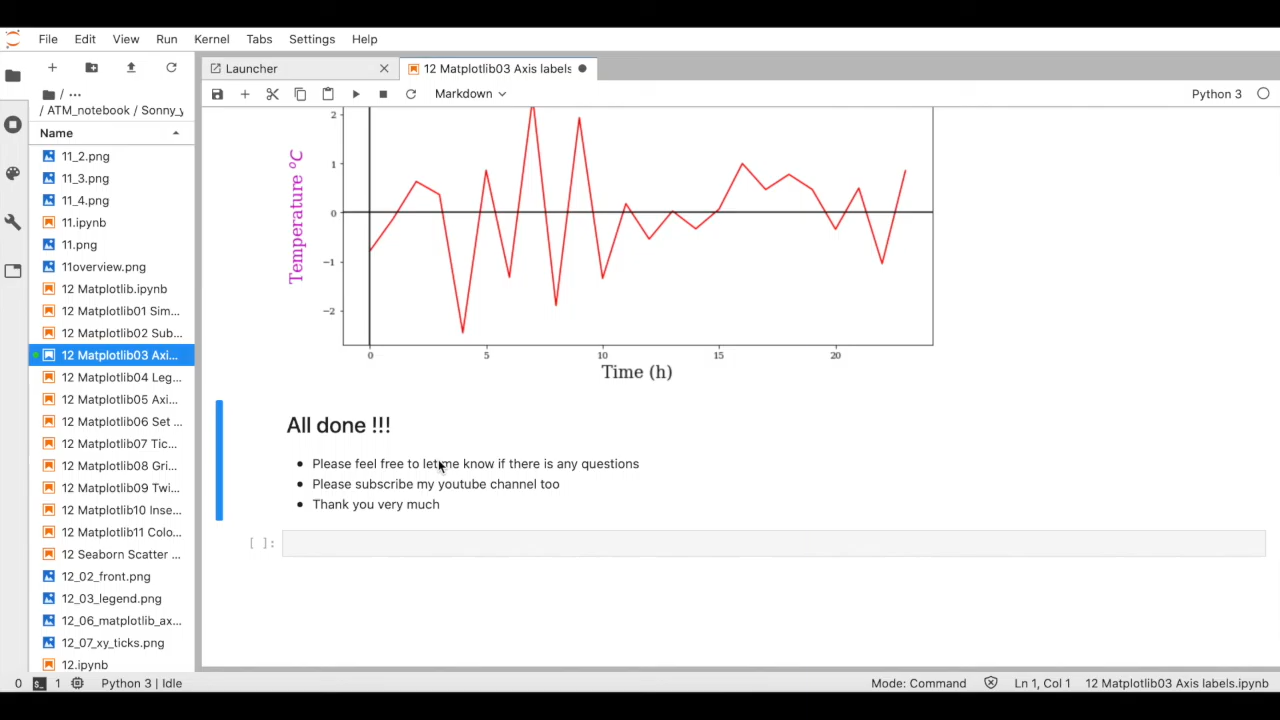 File Edit View Run Kernel Tabs Settings Help
Launcher
12 Matplotlib03 Axis labels
Markdown
Python 3
/ ...
/ ATM_notebook / Sonny_y
Name
11_2.png
11_3.png
11_4.png
11.ipynb
11.png
11overview.png
12 Matplotlib.ipynb
12 Matplotlib01 Sim...
12 Matplotlib02 Sub...
12 Matplotlib03 Axi...
12 Matplotlib04 Leg...
12 Matplotlib05 Axi...
12 Matplotlib06 Set ...
12 Matplotlib07 Tic...
12 Matplotlib08 Gri...
12 Matplotlib09 Twi...
12 Matplotlib10 Inse...
12 Matplotlib11 Colo...
12 Seaborn Scatter ...
12_02_front.png
12_03_legend.png
12_06_matplotlib_ax...
12_07_xy_ticks.png
12.ipynb
2
1
0
−1
−2
Temperature °C
0 5 10 15 20
Time (h)
All done !!!
• Please feel free to let me know if there is any questions
• Please subscribe my youtube channel too
• Thank you very much
[ ]:
0 1 Python 3 | Idle
Mode: Command Ln 1, Col 1 12 Matplotlib03 Axis labels.ipynb